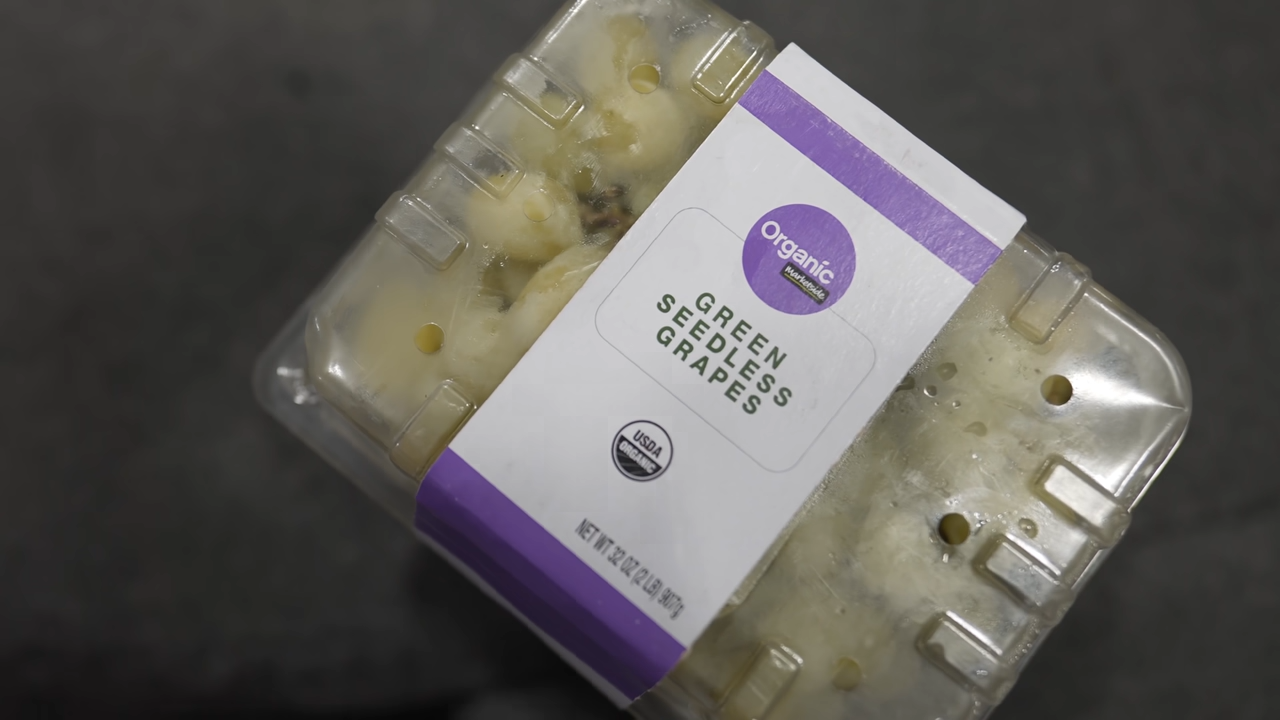 Organic
Marketside
GREEN
SEEDLESS
GRAPES
USDA
ORGANIC
NET WT 32 OZ (2 LB) 907g